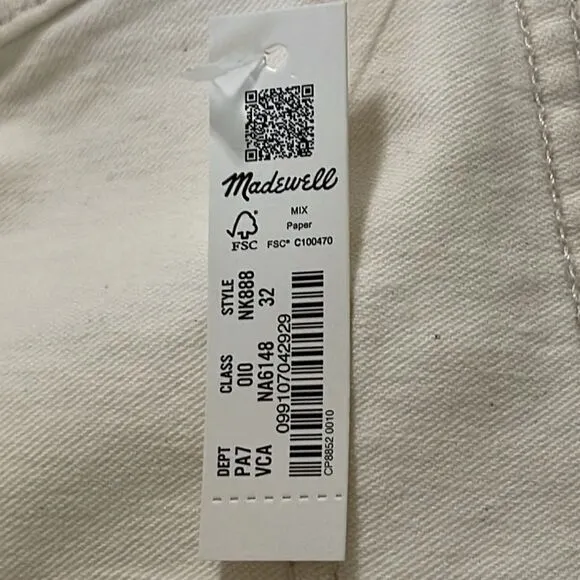 Madewell
FSC
MIX
Paper
FSC® C100470
DEPT CLASS STYLE
PA7 010 NK888
VCA NA6148 32
099107042929
CP8852 0010